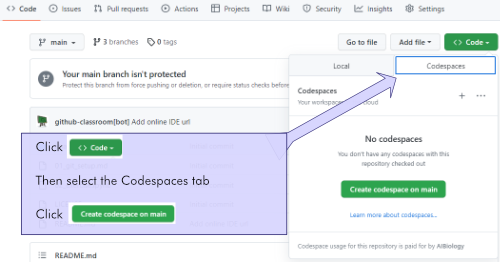 Code Issues Pull requests Actions Projects Wiki Security Insights Settings
main 3 branches 0 tags Go to file Add file Code
Local Codespaces
Your main branch isn't protected
Protect this branch from force pushing or deletion, or require status checks before
Codespaces
Your workspaces cloud
github-classroom[bot] Add online IDE url
No codespaces
You don't have any codespaces with this
repository checked out
Create codespace on main
Learn more about codespaces...
Codespace usage for this repository is paid for by AIBiology
Click <> Code
Then select the Codespaces tab
Click Create codespace on main
README.md